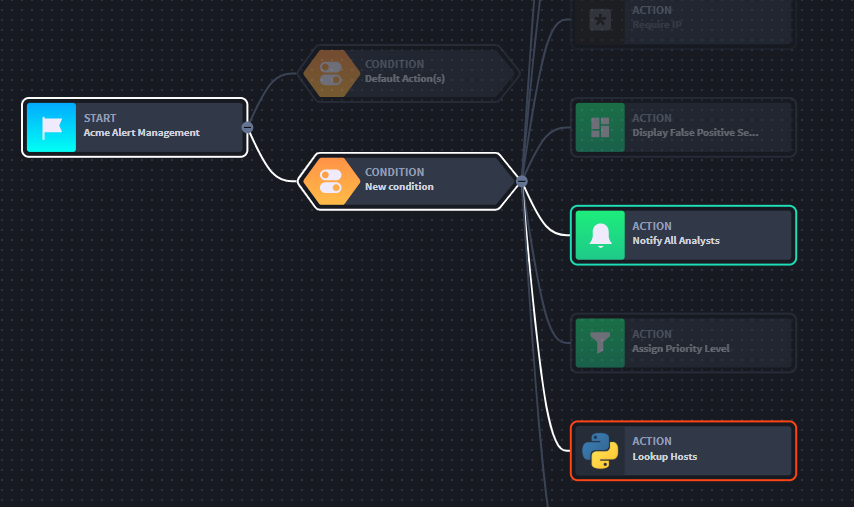 ACTION
Require IP
CONDITION
Default Action(s)
START
Acme Alert Management
ACTION
Display False Positive Se...
CONDITION
New condition
ACTION
Notify All Analysts
ACTION
Assign Priority Level
ACTION
Lookup Hosts